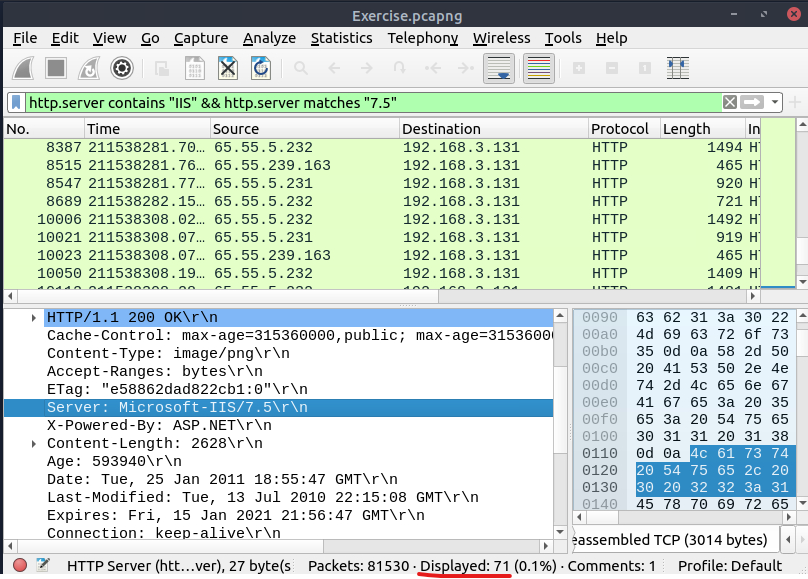 Exercise.pcapng
File Edit View Go Capture Analyze Statistics Telephony Wireless Tools Help
http.server contains "IIS" && http.server matches "7.5"
No. Time Source Destination Protocol Length In
8387 211538281.70… 65.55.5.232 192.168.3.131 HTTP 1494 HT
8515 211538281.76… 65.55.239.163 192.168.3.131 HTTP 465 HT
8547 211538281.77… 65.55.5.231 192.168.3.131 HTTP 920 HT
8689 211538282.15… 65.55.5.232 192.168.3.131 HTTP 721 HT
10006 211538308.02… 65.55.5.232 192.168.3.131 HTTP 1492 HT
10021 211538308.07… 65.55.5.231 192.168.3.131 HTTP 919 HT
10023 211538308.07… 65.55.239.163 192.168.3.131 HTTP 465 HT
10050 211538308.19… 65.55.5.232 192.168.3.131 HTTP 1409 HT
HTTP/1.1 200 OK\r\n
Cache-Control: max-age=315360000,public; max-age=31536000
Content-Type: image/png\r\n
Accept-Ranges: bytes\r\n
ETag: "e58862dad822cb1:0"\r\n
Server: Microsoft-IIS/7.5\r\n
X-Powered-By: ASP.NET\r\n
Content-Length: 2628\r\n
Age: 593940\r\n
Date: Tue, 25 Jan 2011 18:55:47 GMT\r\n
Last-Modified: Tue, 13 Jul 2010 22:15:08 GMT\r\n
Expires: Fri, 15 Jan 2021 21:56:47 GMT\r\n
Connection: keep-alive\r\n
0090 63 62 31 3a 30 22
00a0 4d 69 63 72 6f 73
00b0 35 0d 0a 58 2d 50
00c0 20 41 53 50 2e 4e
00d0 74 2d 4c 65 6e 67
00e0 41 67 65 3a 20 35
00f0 65 3a 20 54 75 65
0100 30 31 31 20 31 38
0110 0d 0a 4c 61 73 74
0120 20 54 75 65 2c 20
0130 30 20 32 32 3a 31
0140 45 78 70 69 72 65
eassembled TCP (3014 bytes)
HTTP Server (htt…ver), 27 byte(s Packets: 81530 · Displayed: 71 (0.1%) · Comments: 1 Profile: Default